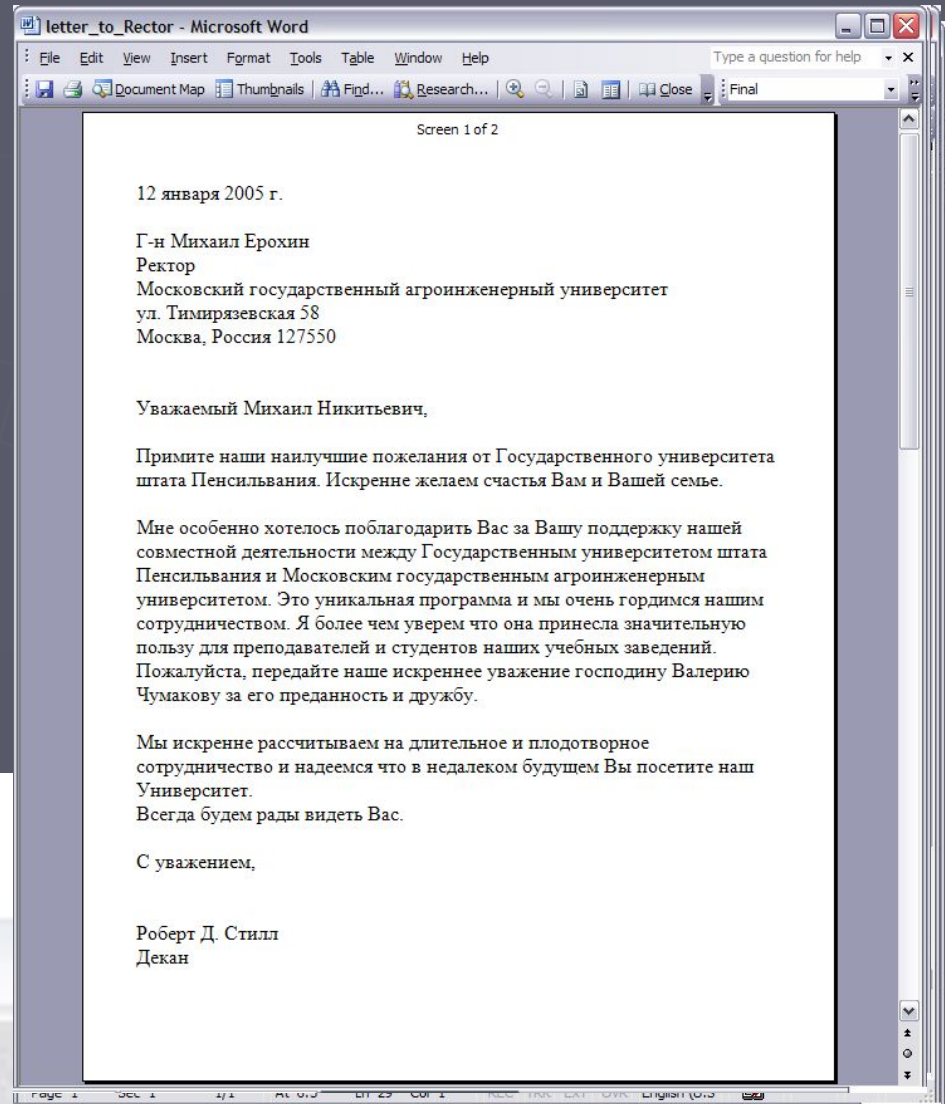 letter_to_Rector - Microsoft Word
File Edit View Insert Format Tools Table Window Help
Type a question for help
Document Map Thumbnails Find... Research... Close Final
Screen 1 of 2
12 января 2005 г.
Г-н Михаил Ерохин
Ректор
Московский государственный агроинженерный университет
ул. Тимирязевская 58
Москва, Россия 127550
Уважаемый Михаил Никитьевич,
Примите наши наилучшие пожелания от Государственного университета
штата Пенсильвания. Искренне желаем счастья Вам и Вашей семье.
Мне особенно хотелось поблагодарить Вас за Вашу поддержку нашей
совместной деятельности между Государственным университетом штата
Пенсильвания и Московским государственным агроинженерным
университетом. Это уникальная программа и мы очень гордимся нашим
сотрудничеством. Я более чем уверем что она принесла значительную
пользу для преподавателей и студентов наших учебных заведений.
Пожалуйста, передайте наше искреннее уважение господину Валерию
Чумакову за его преданность и дружбу.
Мы искренне рассчитываем на длительное и плодотворное
сотрудничество и надеемся что в недалеком будущем Вы посетите наш
Университет.
Всегда будем рады видеть Вас.
С уважением,
Роберт Д. Стилл
Декан